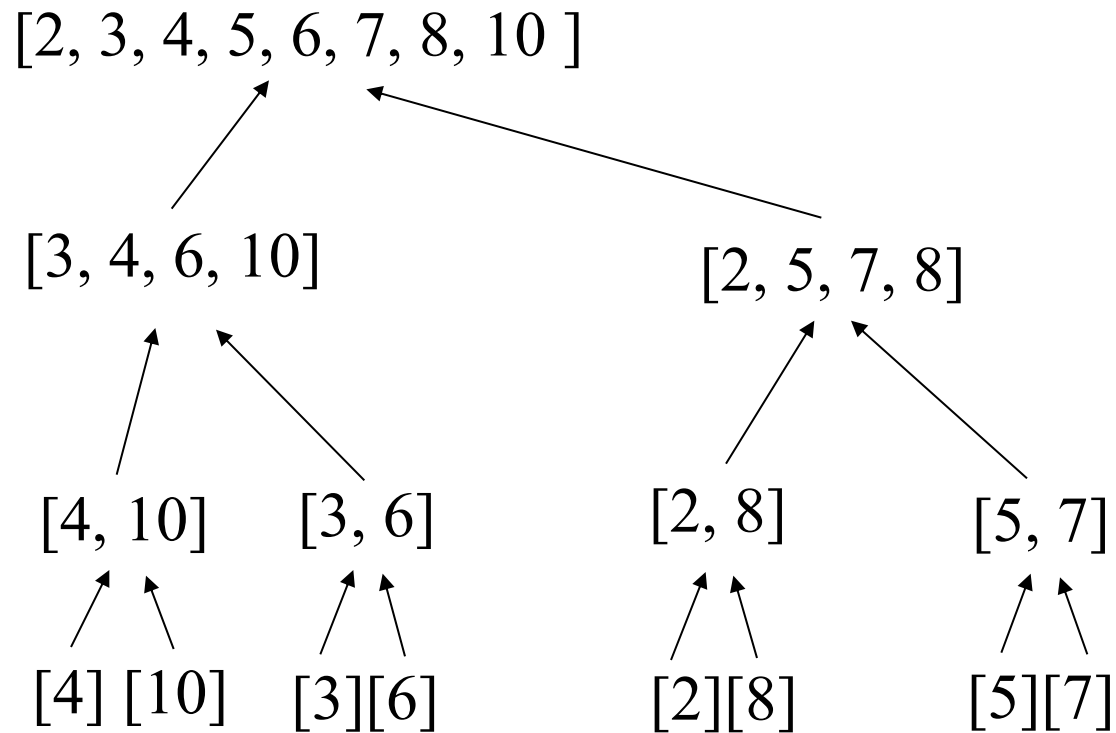 [2, 3, 4, 5, 6, 7, 8, 10 ]
[3, 4, 6, 10]
[2, 5, 7, 8]
[4, 10]
[3, 6]
[2, 8]
[5, 7]
[4] [10]
[3][6]
[2][8]
[5][7]